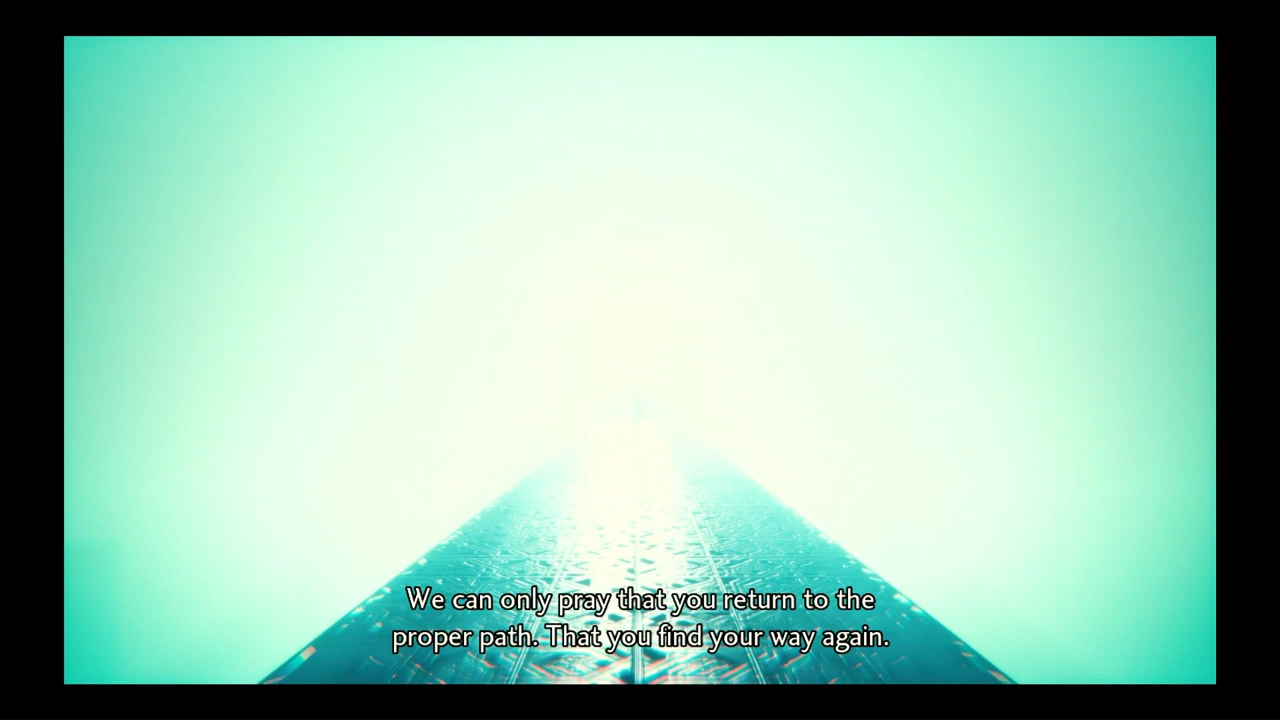 We can only pray that you return to the
proper path. That you find your way again.